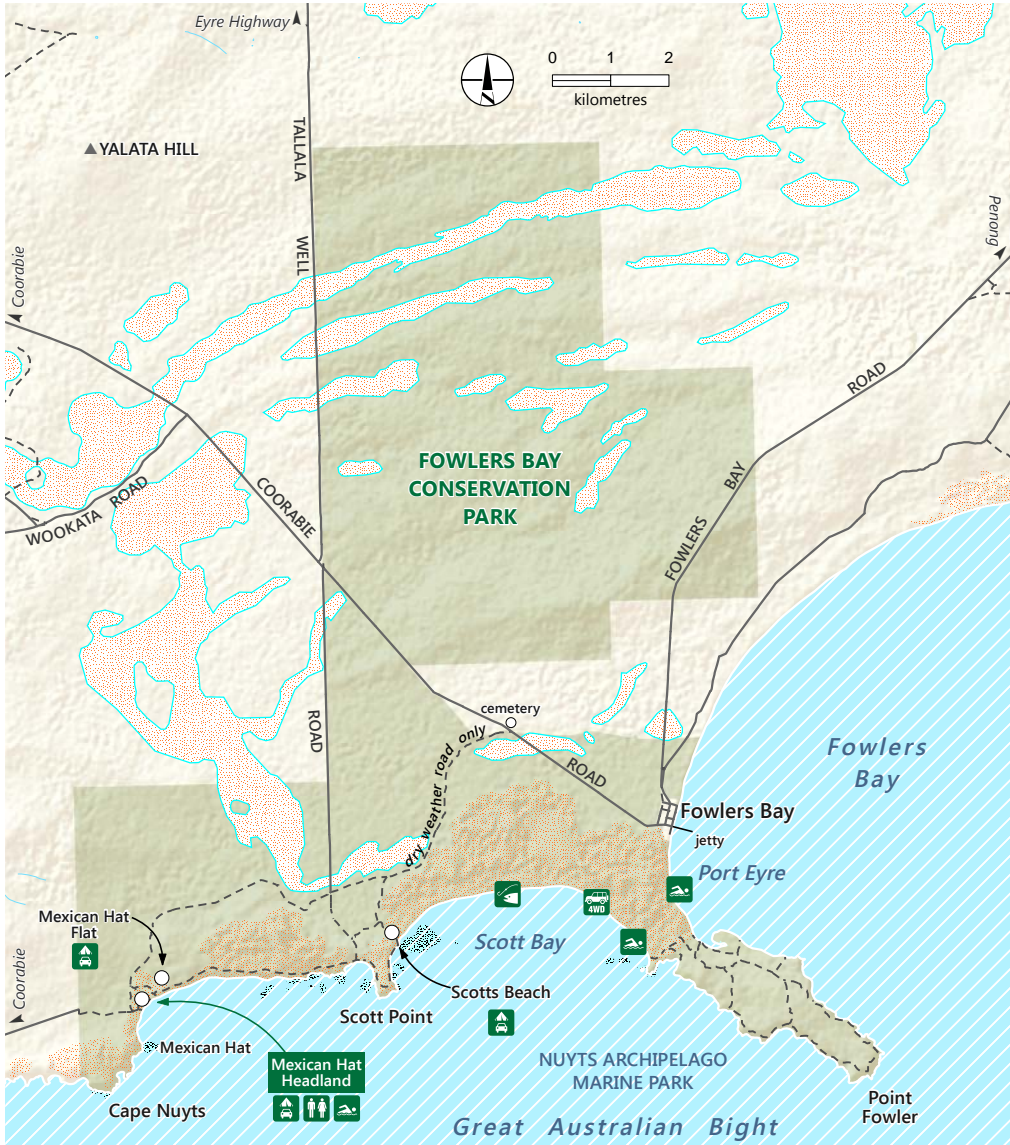 Eyre Highway
0 1 2
kilometres
N
YALATA HILL
TALLALA
WELL
Penong
Coorabie
ROAD
BAY
FOWLERS
FOWLERS BAY
CONSERVATION
PARK
COORABIE
WOOKATA ROAD
ROAD
cemetery
dry weather road only
ROAD
Fowlers
Bay
Fowlers Bay
jetty
Port Eyre
4WD
Mexican Hat
Flat
Scott Bay
Coorabie
Scotts Beach
Scott Point
Mexican Hat
Mexican Hat
Headland
Cape Nuyts
NUYTS ARCHIPELAGO
MARINE PARK
Point
Fowler
Great Australian Bight